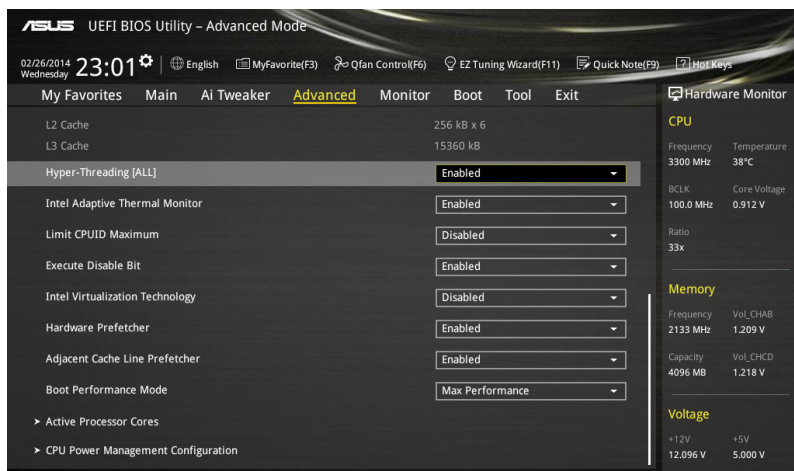 ASUS UEFI BIOS Utility – Advanced Mode
02/26/2014
Wednesday
23:01
English
MyFavorite(F3)
Qfan Control(F6)
EZ Tuning Wizard(F11)
Quick Note(F9)
? Hot Keys
My Favorites Main Ai Tweaker Advanced Monitor Boot Tool Exit
L2 Cache 256 kB x 6
L3 Cache 15360 kB
Hyper-Threading [ALL] Enabled
Intel Adaptive Thermal Monitor Enabled
Limit CPUID Maximum Disabled
Execute Disable Bit Enabled
Intel Virtualization Technology Disabled
Hardware Prefetcher Enabled
Adjacent Cache Line Prefetcher Enabled
Boot Performance Mode Max Performance
> Active Processor Cores
> CPU Power Management Configuration
Hardware Monitor
CPU
Frequency Temperature
3300 MHz 38°C
BCLK Core Voltage
100.0 MHz 0.912 V
Ratio
33x
Memory
Frequency Vol_CHAB
2133 MHz 1.209 V
Capacity Vol_CHCD
4096 MB 1.218 V
Voltage
+12V +5V
12.096 V 5.000 V